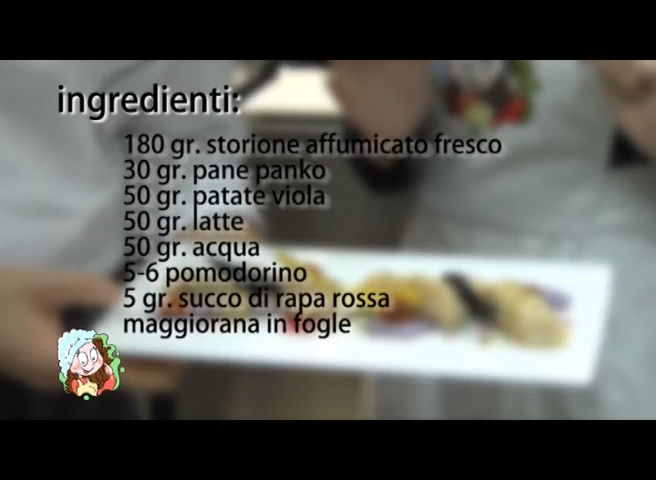 ingredienti:
180 gr. storione affumicato fresco
30 gr. pane panko
50 gr. patate viola
50 gr. latte
50 gr. acqua
5-6 pomodorino
5 gr. succo di rapa rossa
maggiorana in fogle